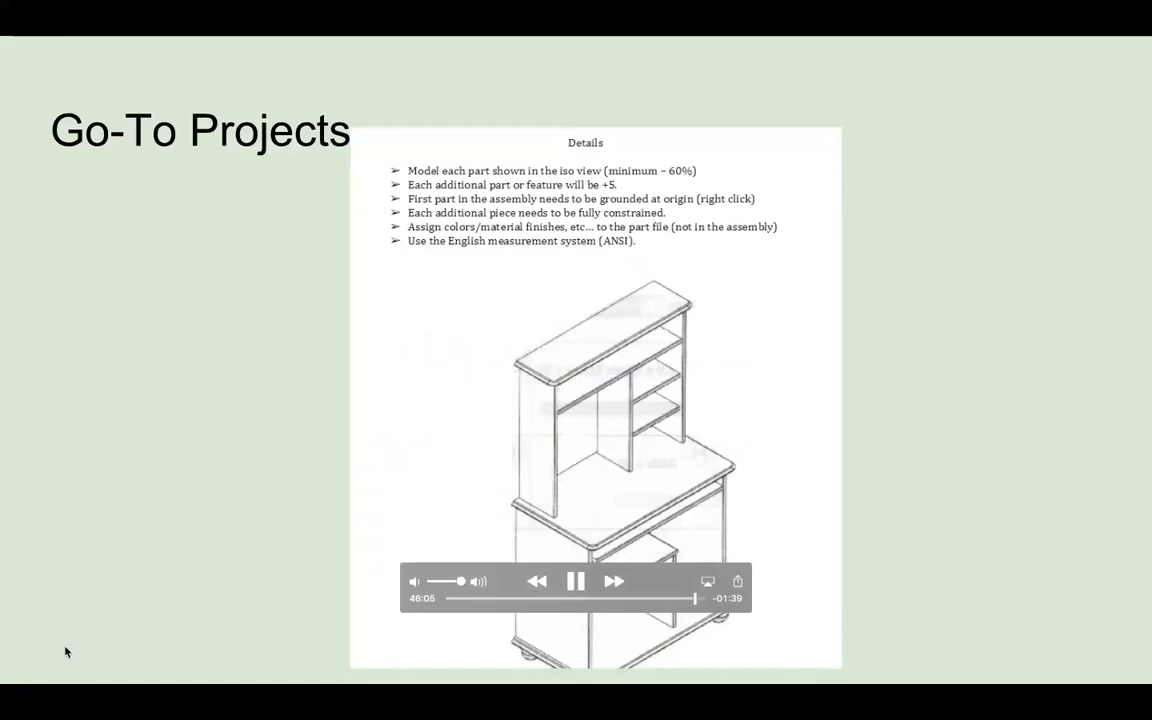 Go-To Projects
Details
➢ Model each part shown in the iso view (minimum – 60%)
➢ Each additional part or feature will be +5.
➢ First part in the assembly needs to be grounded at origin (right click)
➢ Each additional piece needs to be fully constrained.
➢ Assign colors/material finishes, etc... to the part file (not in the assembly)
➢ Use the English measurement system (ANSI).
46:05
-01:39